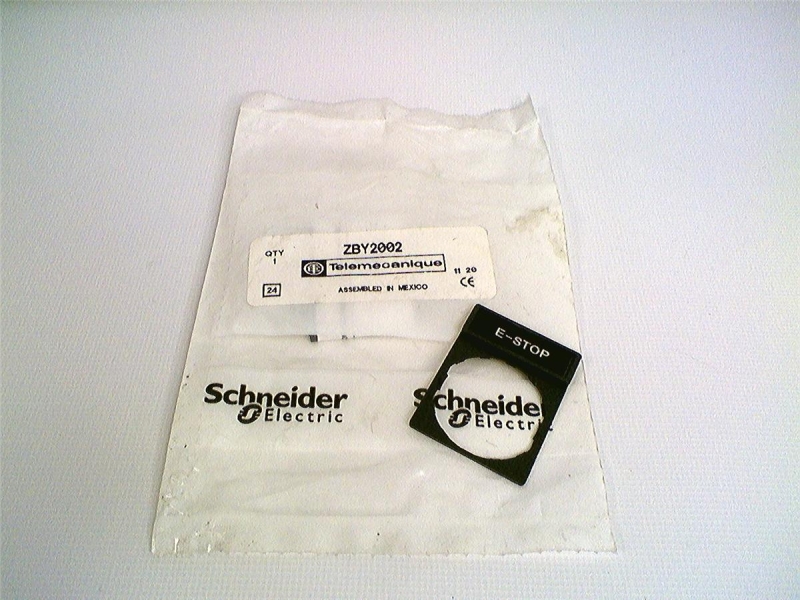 ZBY2002
QTY
1
Telemecanique
11 20
24
ASSEMBLED IN MEXICO
CE
E-STOP
Schneider
Electric
Schneider
Electric